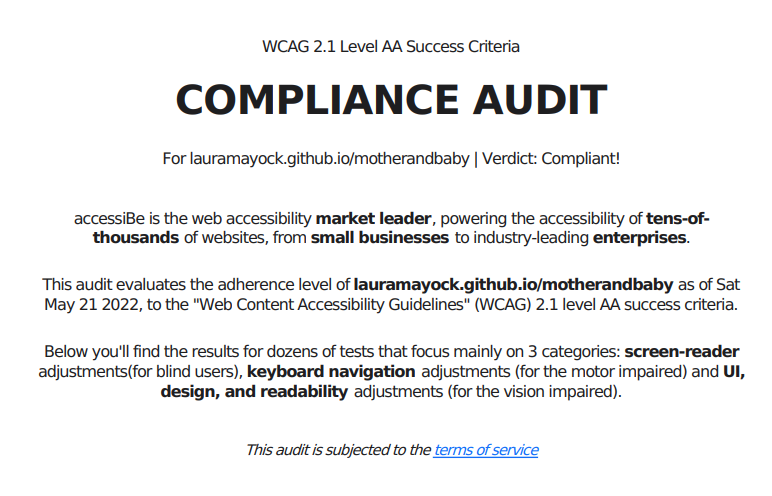 WCAG 2.1 Level AA Success Criteria
COMPLIANCE AUDIT
For lauramayock.github.io/motherandbaby | Verdict: Compliant!
accessiBe is the web accessibility market leader, powering the accessibility of tens-of-
thousands of websites, from small businesses to industry-leading enterprises.
This audit evaluates the adherence level of lauramayock.github.io/motherandbaby as of Sat
May 21 2022, to the "Web Content Accessibility Guidelines" (WCAG) 2.1 level AA success criteria.
Below you'll find the results for dozens of tests that focus mainly on 3 categories: screen-reader
adjustments(for blind users), keyboard navigation adjustments (for the motor impaired) and UI,
design, and readability adjustments (for the vision impaired).
This audit is subjected to the terms of service